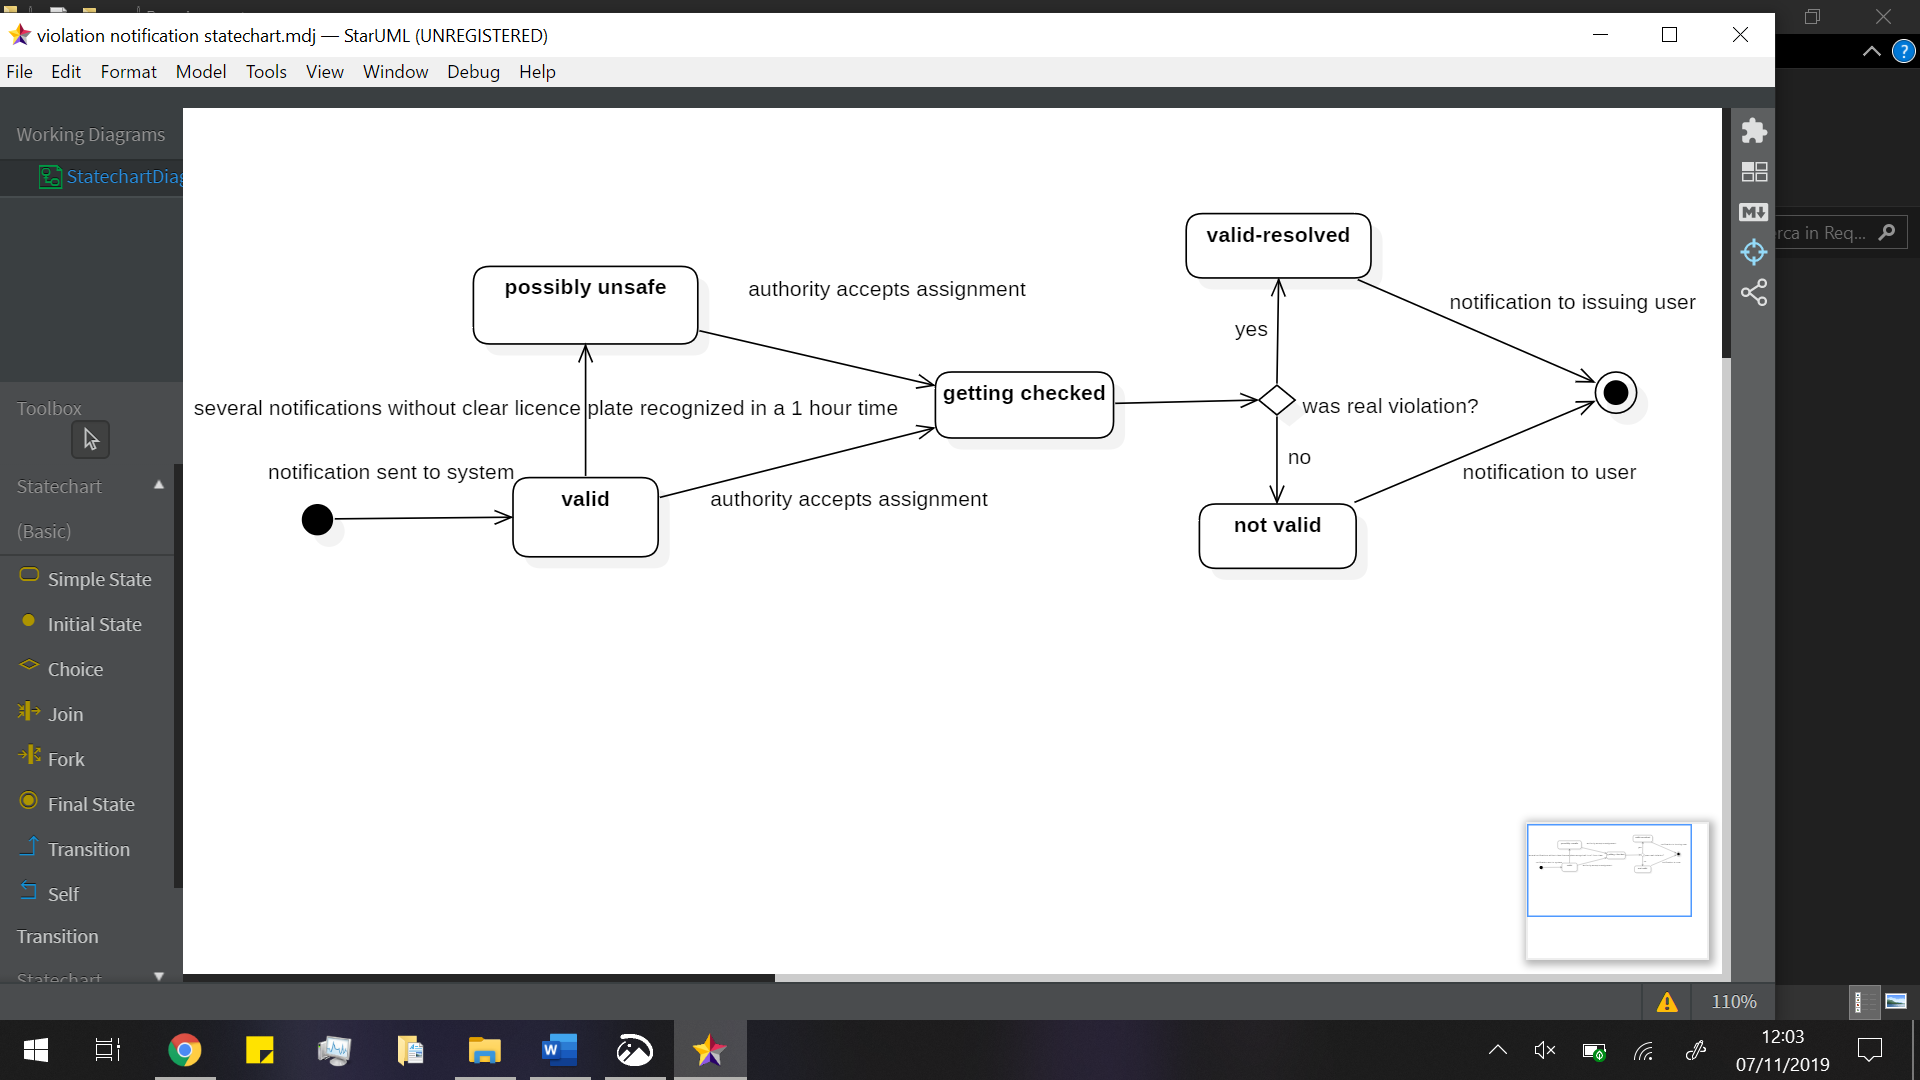 violation notification statechart.mdj — StarUML (UNREGISTERED)
File Edit Format Model Tools View Window Debug Help
Working Diagrams
StatechartDiag
Toolbox
Statechart
(Basic)
Simple State
Initial State
Choice
Join
Fork
Final State
Transition
Self
Transition
Statechart
valid-resolved
possibly unsafe
authority accepts assignment
notification to issuing user
yes
getting checked
several notifications without clear licence plate recognized in a 1 hour time
was real violation?
no
notification sent to system
notification to user
valid
authority accepts assignment
not valid
M
rca in Req...
?
110%
W
12:03
07/11/2019